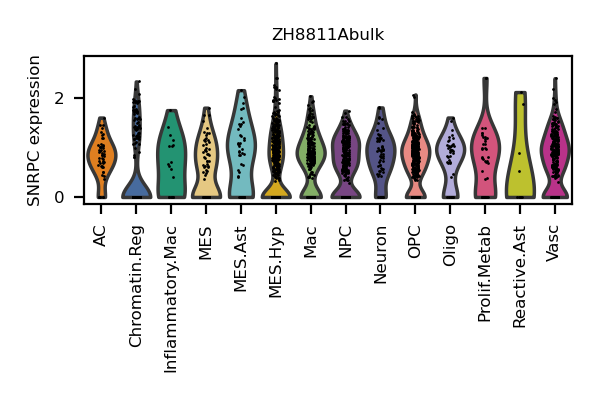 ZH8811Abulk
SNRPC expression
2
0
AC
Chromatin.Reg
Inflammatory.Mac
MES
MES.Ast
MES.Hyp
Mac
NPC
Neuron
OPC
Oligo
Prolif.Metab
Reactive.Ast
Vasc